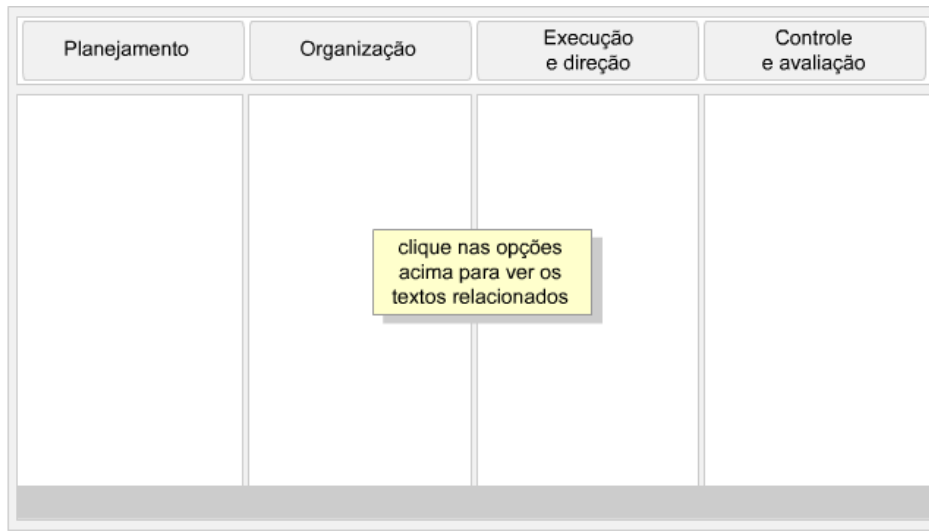 Planejamento
Organização
Execução
e direção
Controle
e avaliação
clique nas opções
acima para ver os
textos relacionados